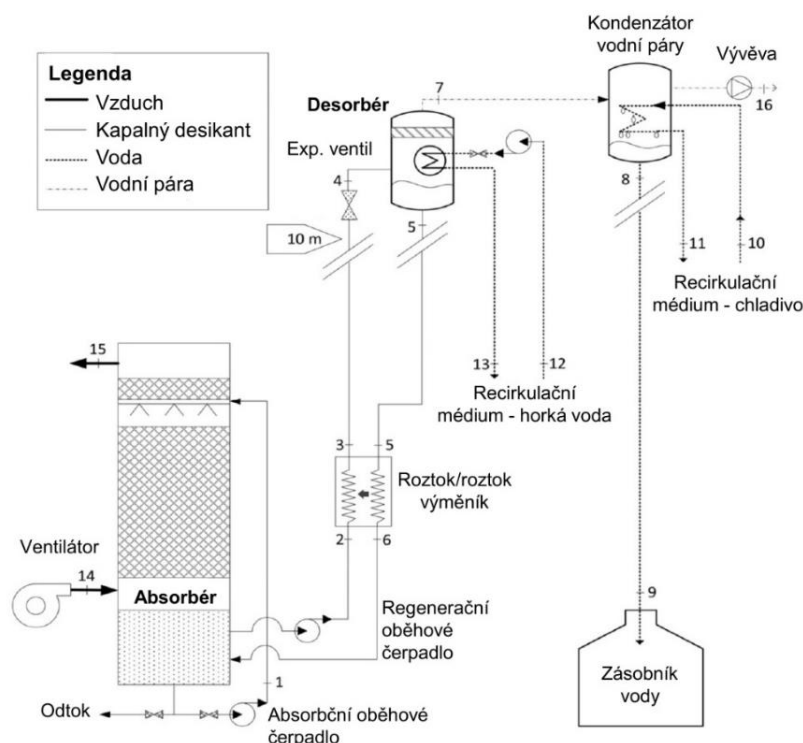 Kondenzátor
vodní páry
Vývěva
Legenda
Vzduch
Kapalný desikant
Voda
Vodní pára
Desorbér
7
16
Exp. ventil
4
5
8
10 m
11
10
Recirkulační
médium - chladivo
15
13
12
Recirkulační
médium - horká voda
3
5
Roztok/roztok
výměník
2
6
Ventilátor
14
Absorbér
9
Regenerační
oběhové
čerpadlo
Zásobník
vody
1
Odtok
Absorbční oběhové
čerpadlo